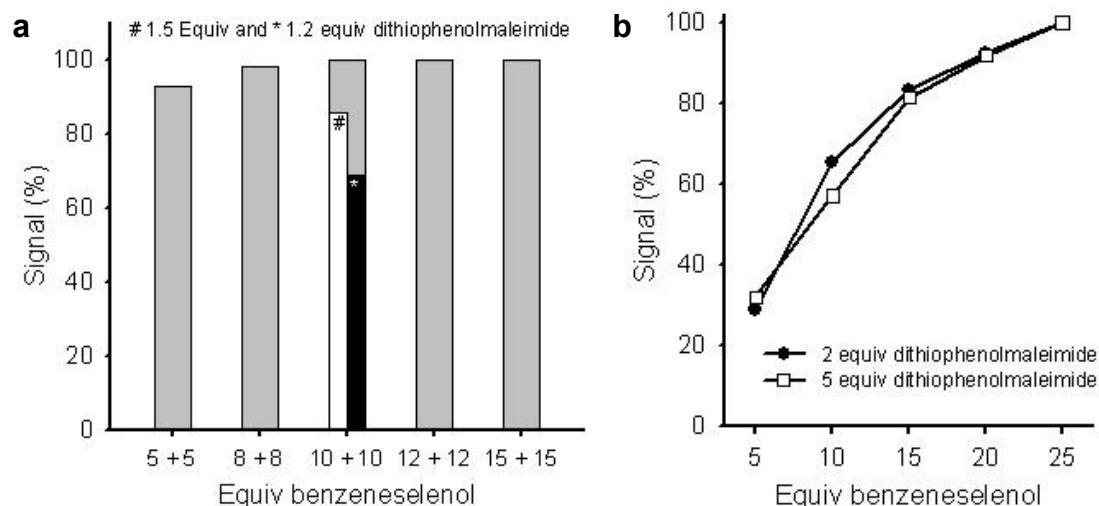 a
# 1.5 Equiv and * 1.2 equiv dithiophenolmaleimide
100
80
60
40
20
0
Signal (%)
#
*
5 +5
8 +8
10 +10
12 +12
15 + 15
Equiv benzeneselenol
b
100
80
60
40
20
0
Signal (%)
2 equiv dithiophenolmaleimide
5 equiv dithiophenolmaleimide
5
10
15
20
25
Equiv benzeneselenol